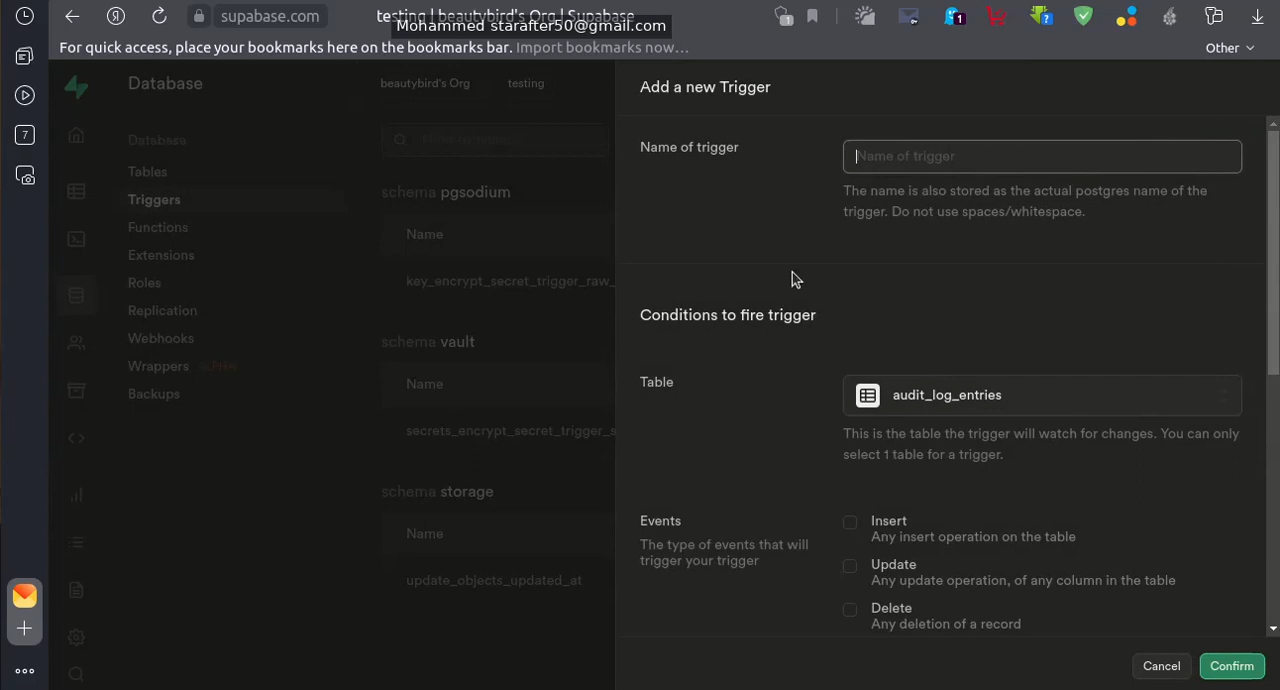 supabase.com
testing | beautybird's Org | Supabase
Mohammed starafter50@gmail.com
1
1
?
For quick access, place your bookmarks here on the bookmarks bar. Import bookmarks now…
Other
7
Database
beautybird's Org
testing
Database
Tables
Triggers
Functions
Extensions
Roles
Replication
Webhooks
Wrappers
Backups
schema pgsodium
Name
key_encrypt_secret_trigger_raw_
schema vault
Name
secrets_encrypt_secret_trigger_s
schema storage
Name
update_objects_updated_at
Add a new Trigger
Name of trigger
Name of trigger
The name is also stored as the actual postgres name of the
trigger. Do not use spaces/whitespace.
Conditions to fire trigger
Table
audit_log_entries
This is the table the trigger will watch for changes. You can only
select 1 table for a trigger.
Events
The type of events that will
trigger your trigger
Insert
Any insert operation on the table
Update
Any update operation, of any column in the table
Delete
Any deletion of a record
Cancel
Confirm